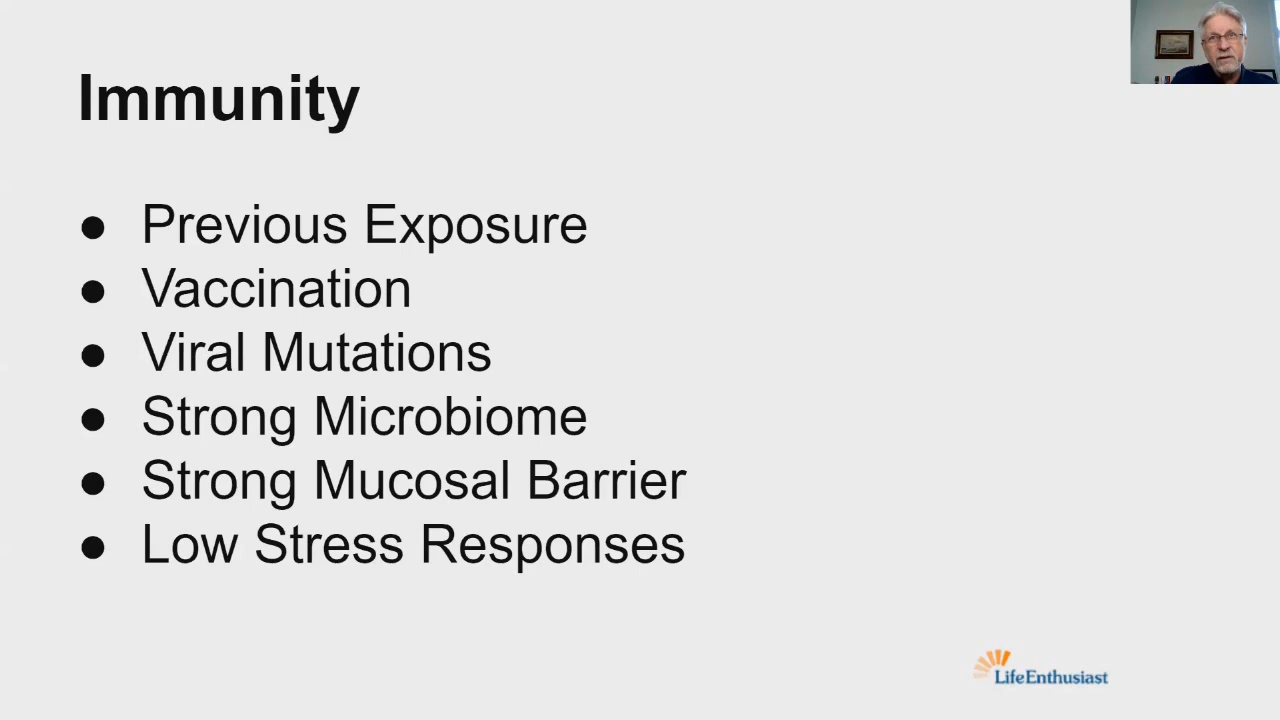 Immunity
● Previous Exposure
● Vaccination
● Viral Mutations
● Strong Microbiome
● Strong Mucosal Barrier
● Low Stress Responses
LifeEnthusiast